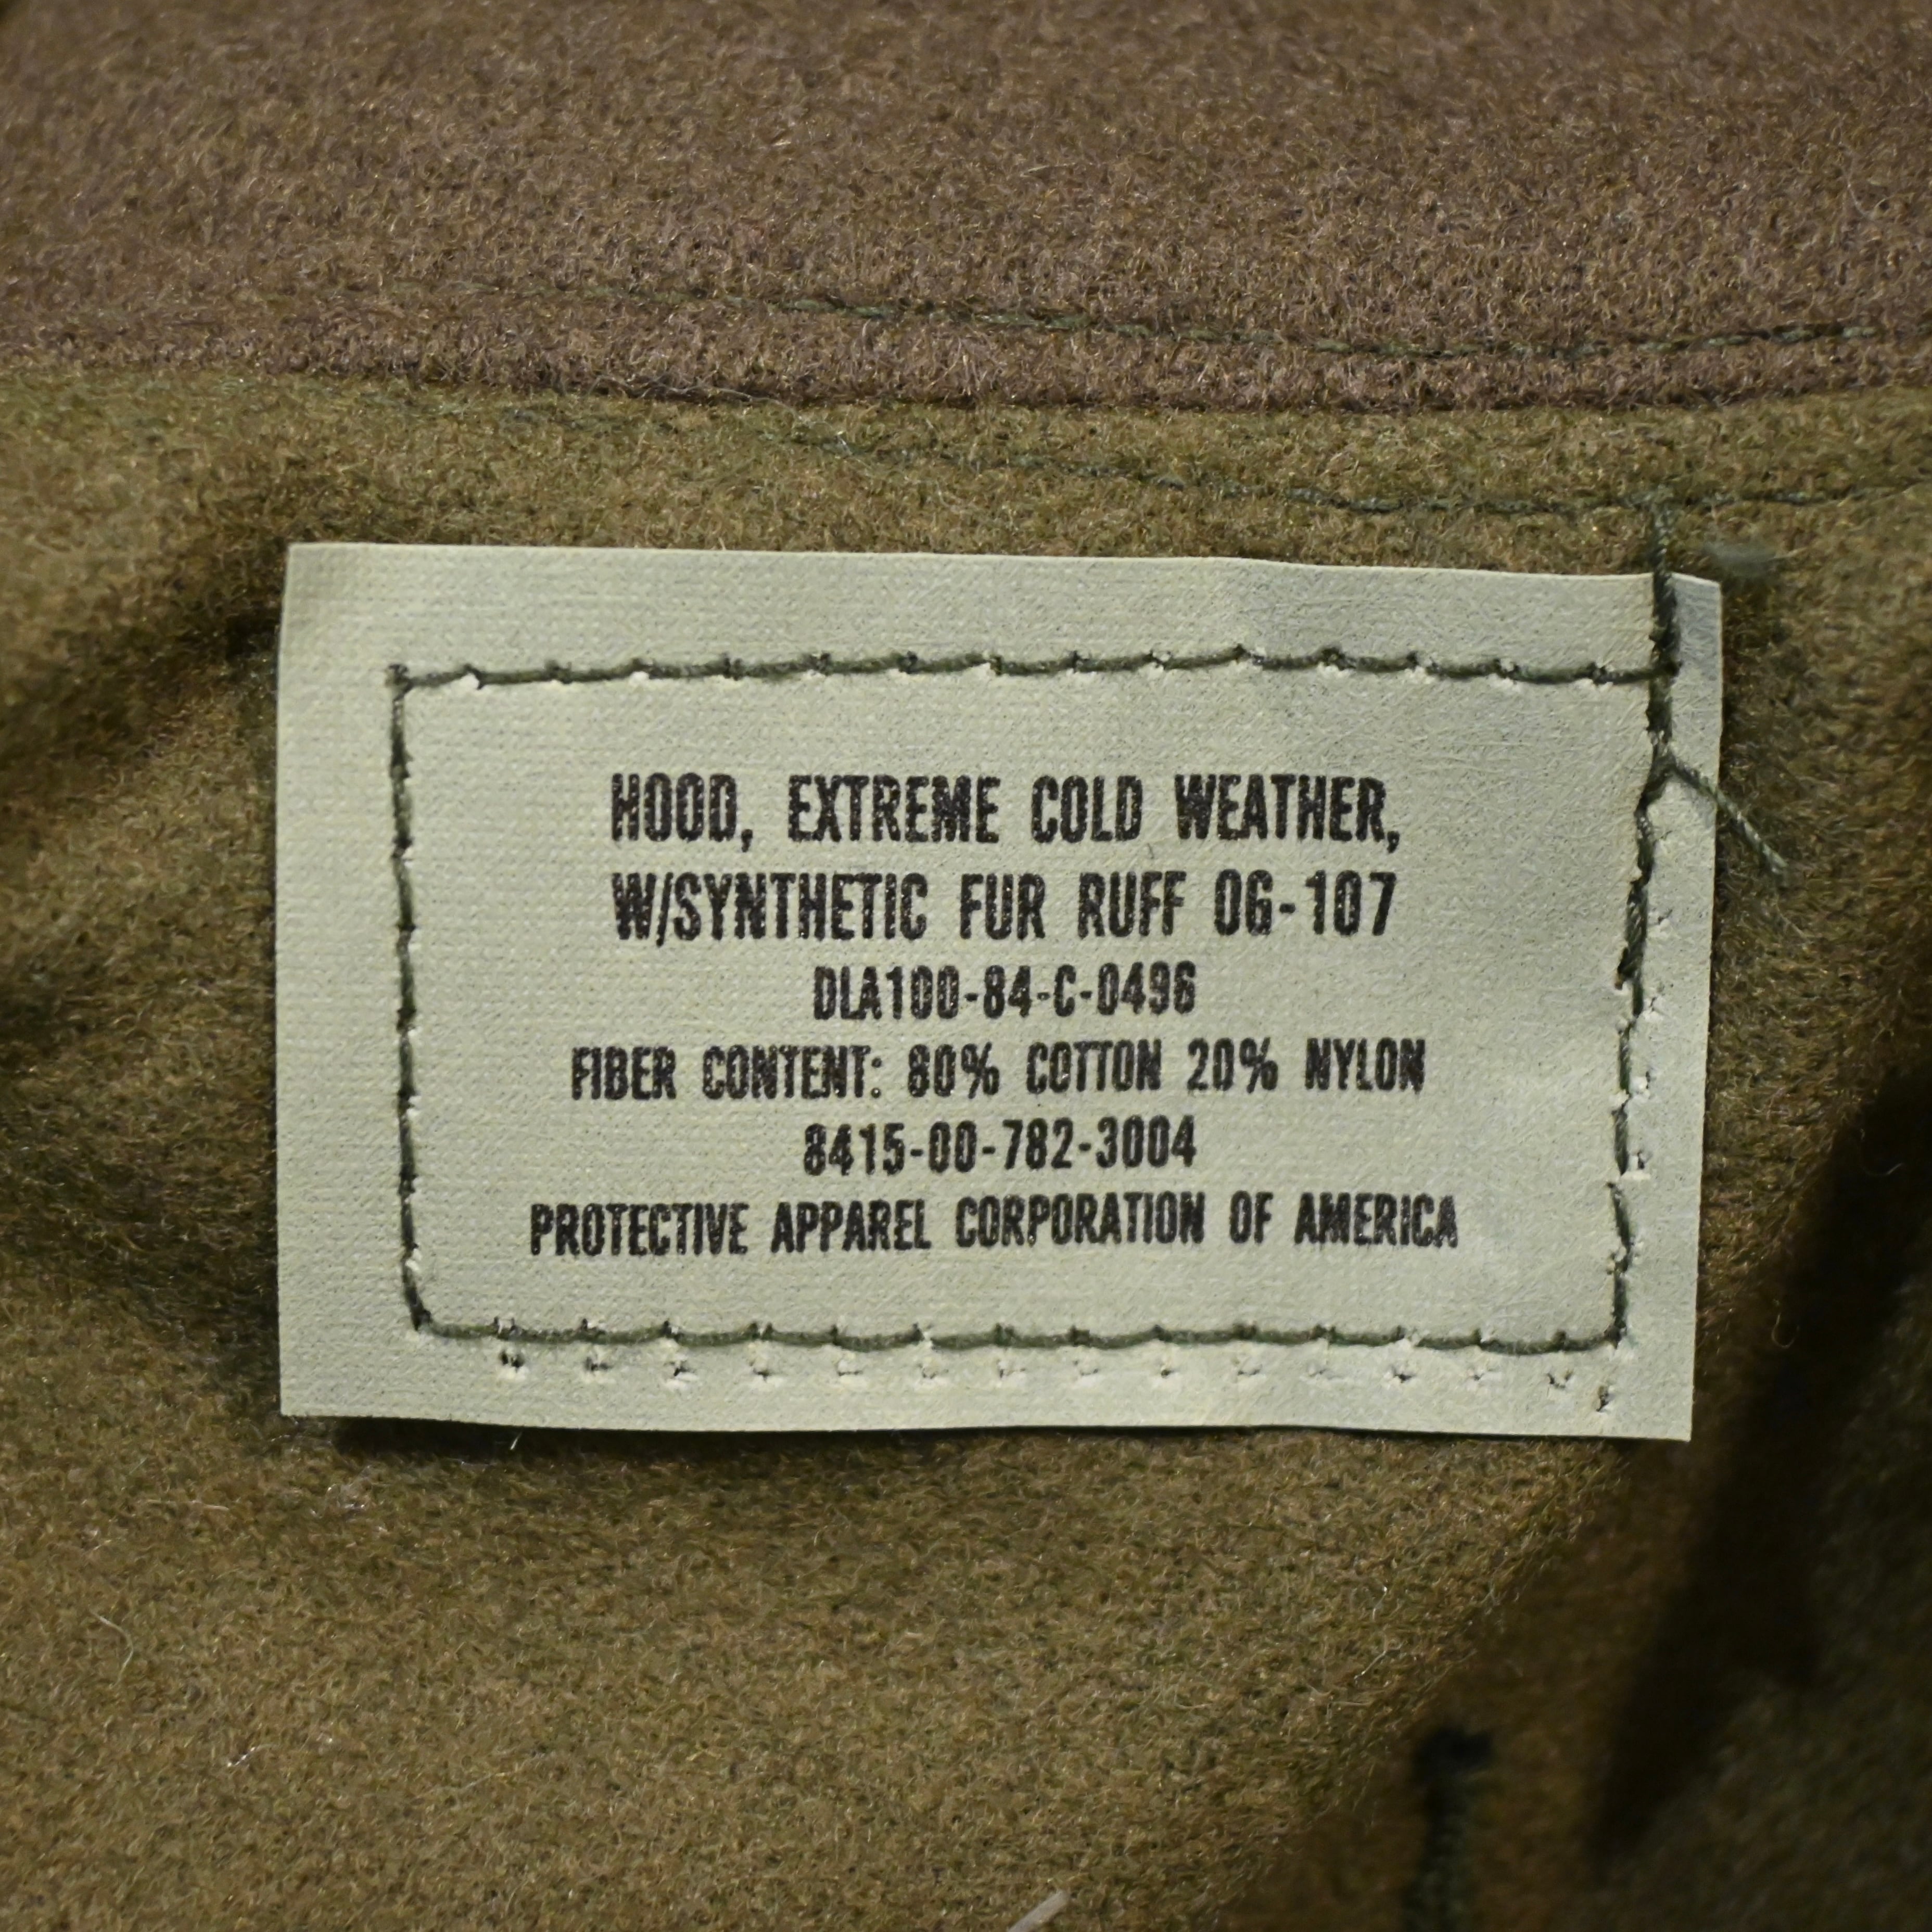 HOOD, EXTREME COLD WEATHER,
W/SYNTHETIC FUR RUFF OG-107
DLA100-84-C-0496
FIBER CONTENT: 80% COTTON 20% NYLON
8415-00-782-3004
PROTECTIVE APPAREL CORPORATION OF AMERICA